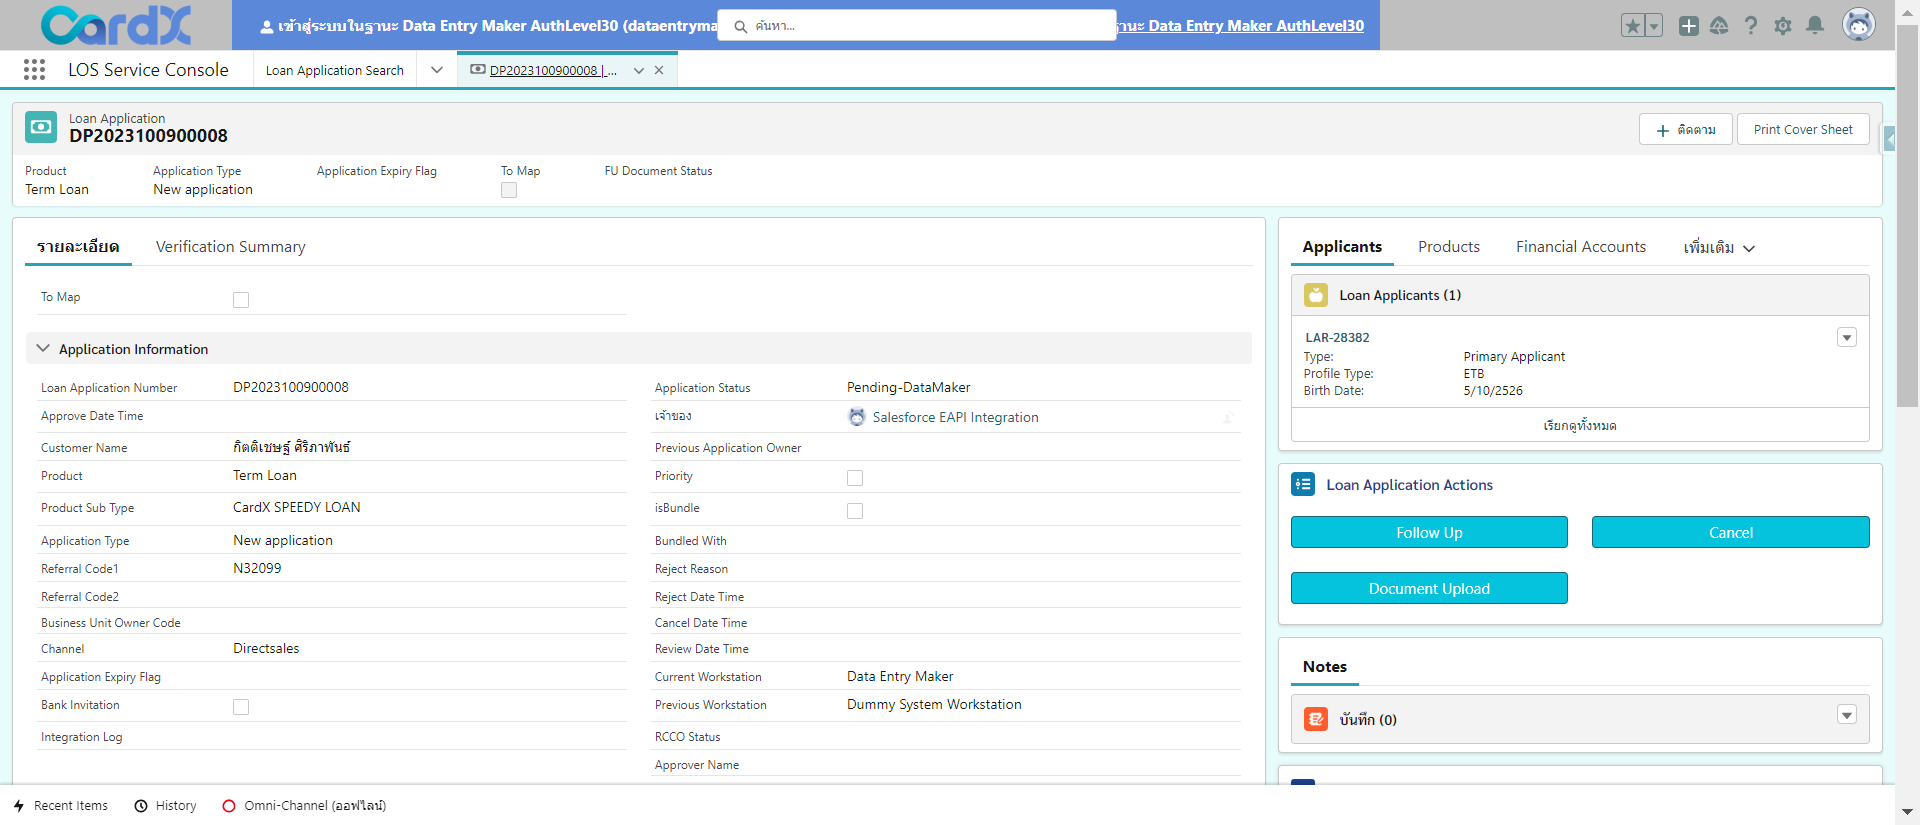 CardX
เข้าสู่ระบบในฐานะ Data Entry Maker AuthLevel30 (dataentryma
ค้นหา...
านะ Data Entry Maker AuthLevel30
LOS Service Console
Loan Application Search
DP2023100900008 | ...
Loan Application
DP2023100900008
ติดตาม
Print Cover Sheet
Product
Application Type
Application Expiry Flag
To Map
FU Document Status
Term Loan
New application
รายละเอียด
Verification Summary
To Map
Application Information
Loan Application Number
DP2023100900008
Application Status
Pending-DataMaker
Approve Date Time
เจ้าของ
Salesforce EAPI Integration
Customer Name
กิตติเชษฐ์ ศิริภาพันธ์
Previous Application Owner
Product
Term Loan
Priority
Product Sub Type
CardX SPEEDY LOAN
isBundle
Application Type
New application
Bundled With
Referral Code1
N32099
Reject Reason
Referral Code2
Reject Date Time
Business Unit Owner Code
Cancel Date Time
Channel
Directsales
Review Date Time
Application Expiry Flag
Current Workstation
Data Entry Maker
Bank Invitation
Previous Workstation
Dummy System Workstation
Integration Log
RCCO Status
Approver Name
Applicants
Products
Financial Accounts
เพิ่มเติม
Loan Applicants (1)
LAR-28382
Type:
Primary Applicant
Profile Type:
ETB
Birth Date:
5/10/2526
เรียกดูทั้งหมด
Loan Application Actions
Follow Up
Cancel
Document Upload
Notes
บันทึก (0)
Recent Items
History
Omni-Channel (ออฟไลน์)